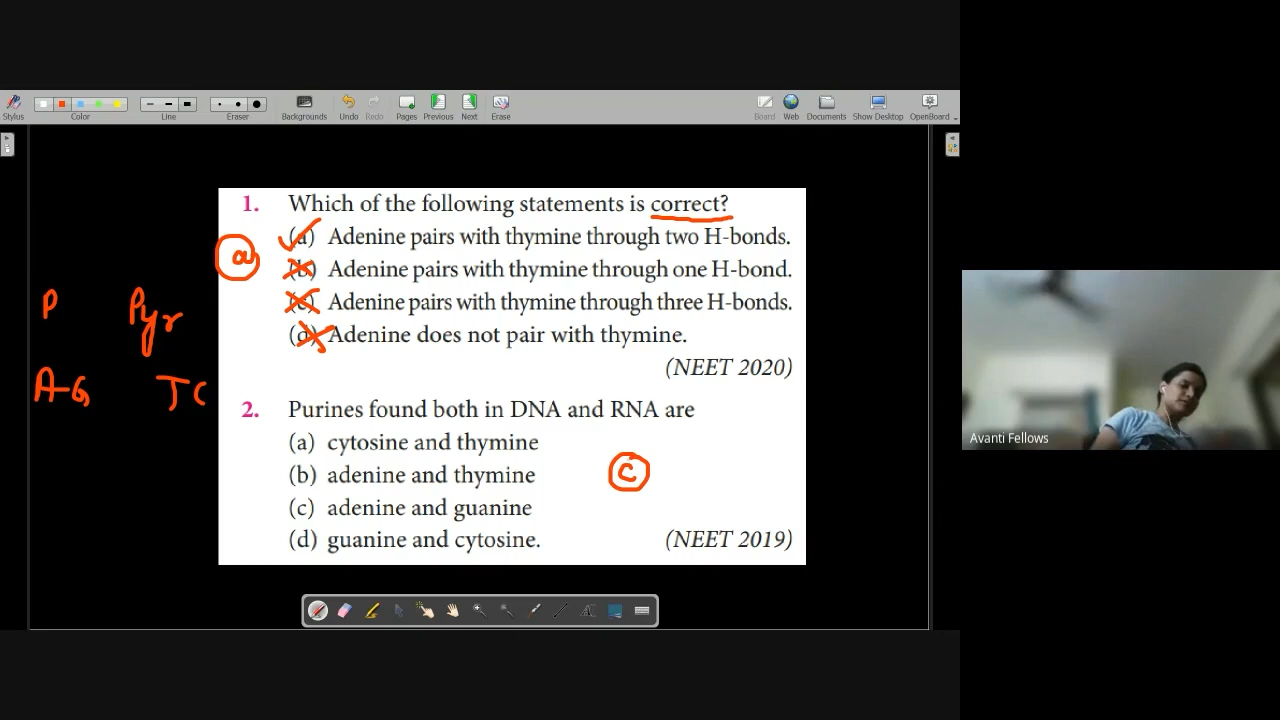 Stylus
Color
Line
Eraser
Backgrounds
Undo
Redo
Pages
Previous
Next
Erase
Board
Web
Documents
Show Desktop
OpenBoard
1. Which of the following statements is correct?
(a) Adenine pairs with thymine through two H-bonds.
a
(b) Adenine pairs with thymine through one H-bond.
(c) Adenine pairs with thymine through three H-bonds.
(d) Adenine does not pair with thymine.
(NEET 2020)
P Pyr
AG TC
2. Purines found both in DNA and RNA are
(a) cytosine and thymine
(b) adenine and thymine
C
(c) adenine and guanine
(d) guanine and cytosine.
(NEET 2019)
Avanti Fellows